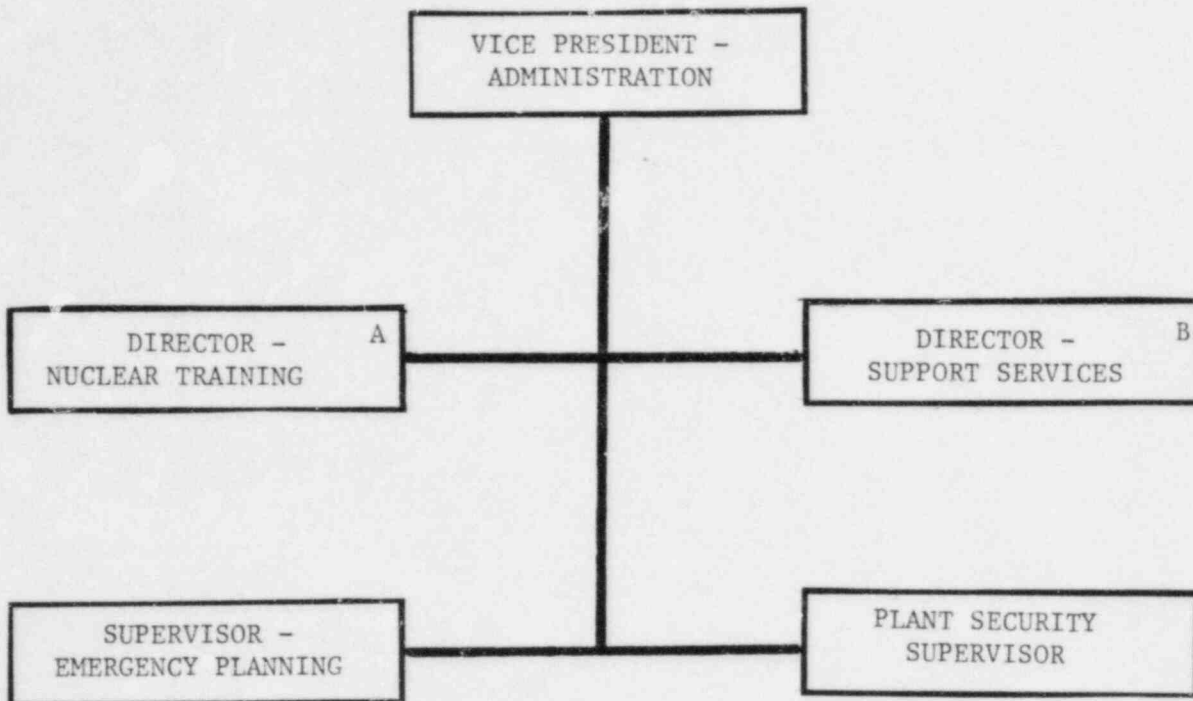 VICE PRESIDENT -
ADMINISTRATION
DIRECTOR -
NUCLEAR TRAINING
A
DIRECTOR -
SUPPORT SERVICES
B
SUPERVISOR -
EMERGENCY PLANNING
PLANT SECURITY
SUPERVISOR